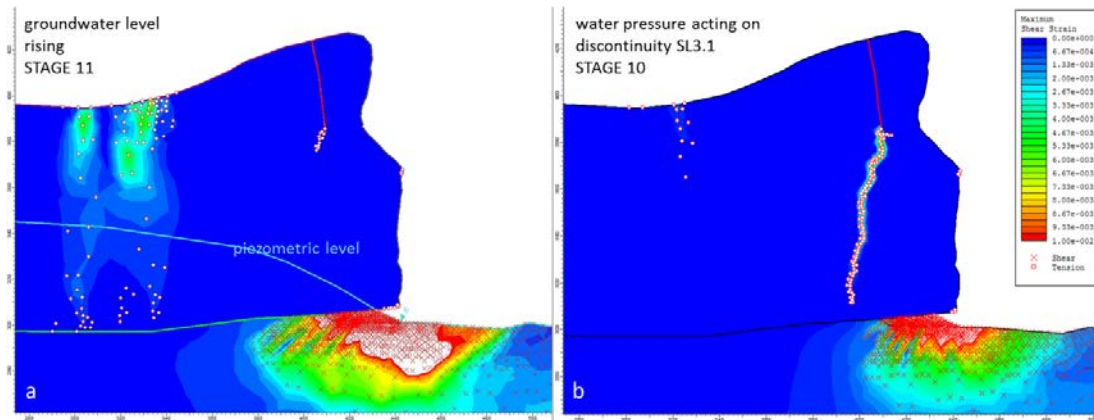 groundwater level
rising
STAGE 11
piezometric level
a
water pressure acting on
discontinuity SL3.1
STAGE 10
b
Maximum
Shear Strain
0.00e+000
6.67e-004
1.33e-003
2.00e-003
2.67e-003
3.33e-003
4.00e-003
4.67e-003
5.33e-003
6.00e-003
6.67e-003
7.33e-003
8.00e-003
8.67e-003
9.33e-003
1.00e-002
Shear
Tension